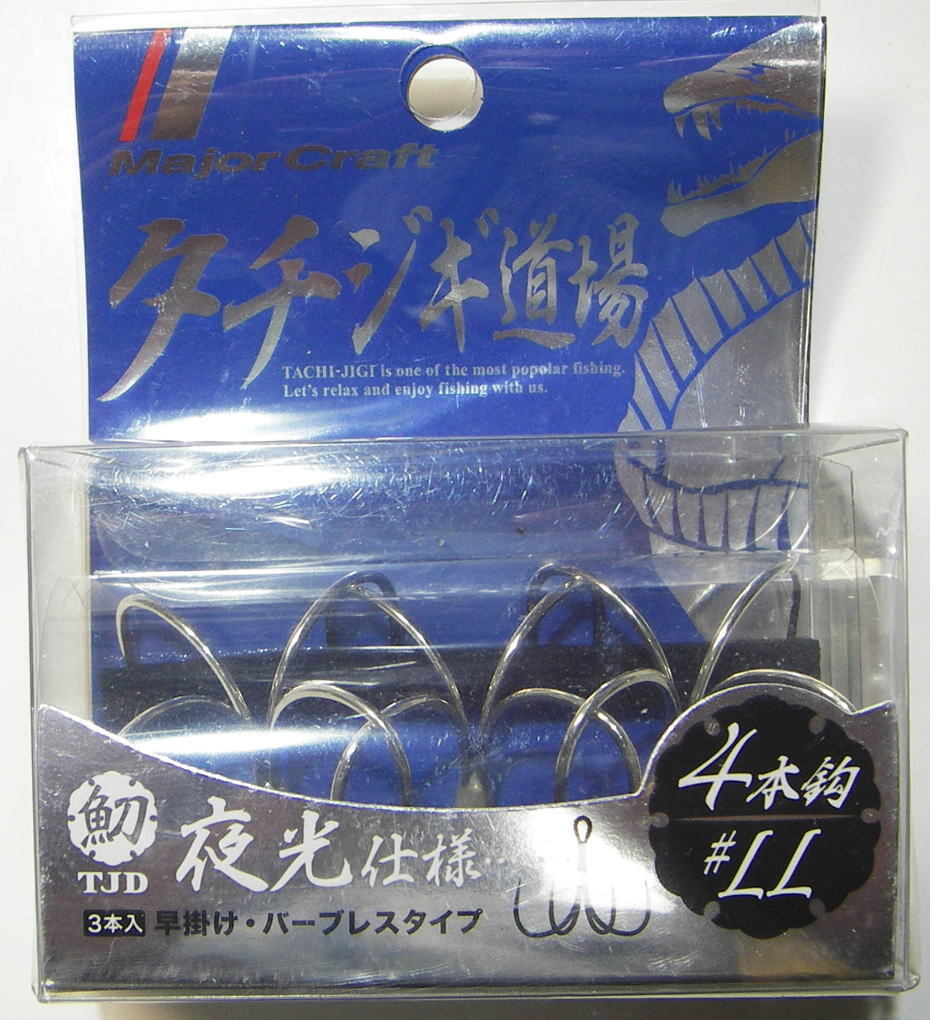 Major Craft
タチジギ道場
TACHI-JIGI is one of the most popolar fishing.
Let's relax and enjoy fishing with us.
4本鈎
#LL
魛
TJD
夜光仕様
3本入 早掛け・バーブレスタイプ